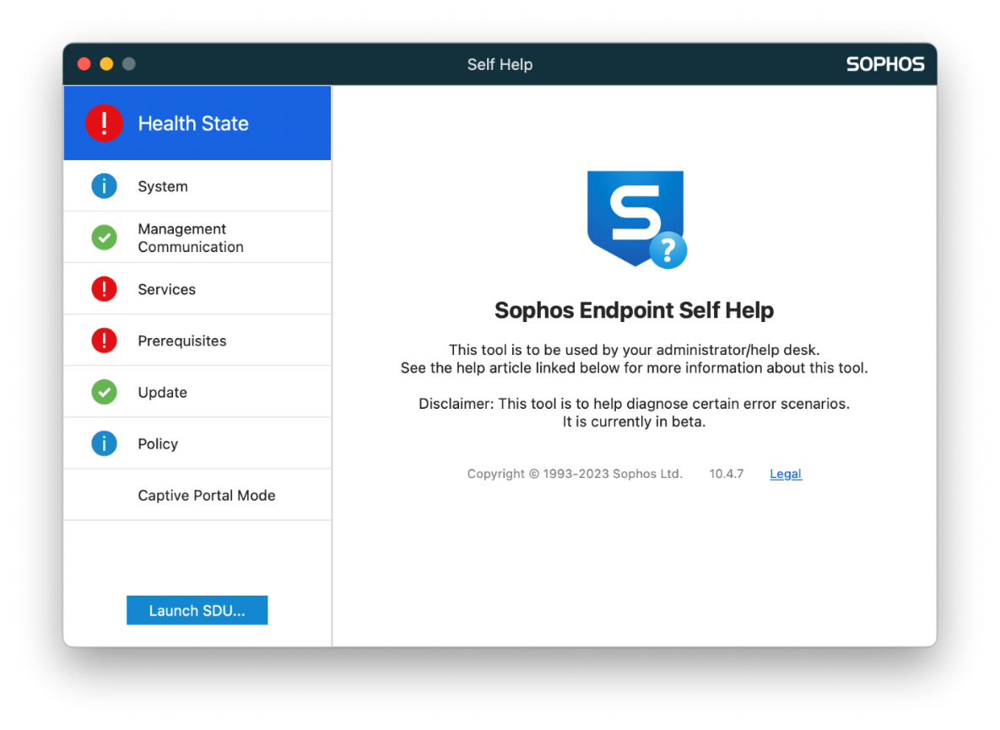 Self Help
SOPHOS
Health State
System
Management
Communication
Services
Prerequisites
Update
Policy
Captive Portal Mode
Launch SDU...
Sophos Endpoint Self Help
This tool is to be used by your administrator/help desk.
See the help article linked below for more information about this tool.
Disclaimer: This tool is to help diagnose certain error scenarios.
It is currently in beta.
Copyright © 1993-2023 Sophos Ltd. 10.4.7 Legal